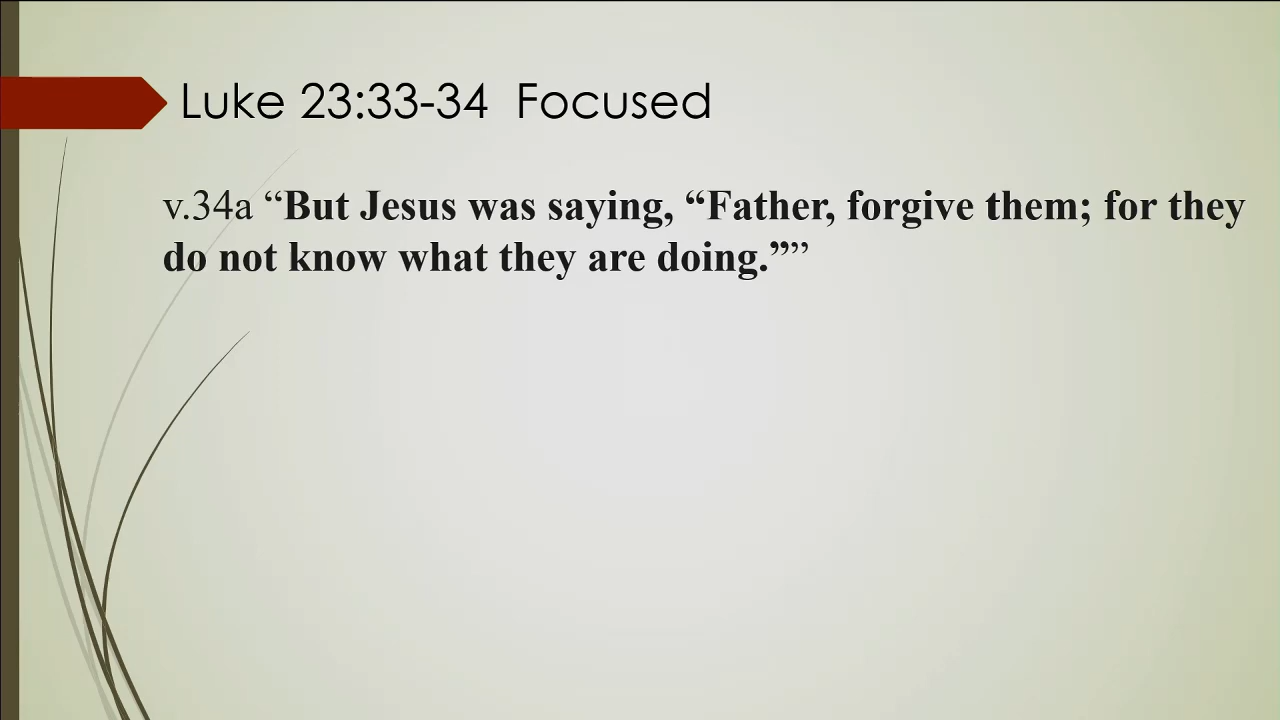 Luke 23:33-34  Focused
v.34a “But Jesus was saying, “Father, forgive them; for they
do not know what they are doing.””